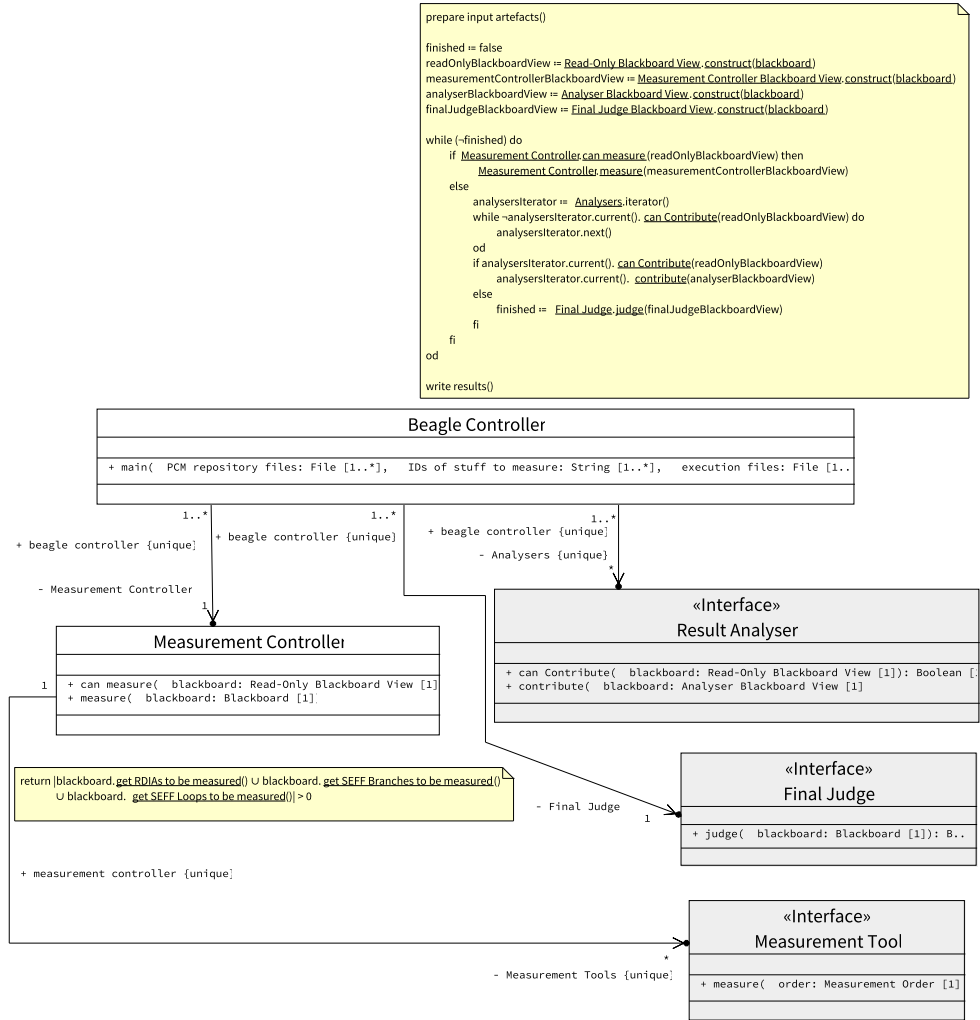 prepare input artefacts()
finished ≔ false
readOnlyBlackboardView ≔ Read-Only Blackboard View.construct(blackboard)
measurementControllerBlackboardView ≔ Measurement Controller Blackboard View.construct(blackboard)
analyserBlackboardView ≔ Analyser Blackboard View.construct(blackboard)
finalJudgeBlackboardView ≔ Final Judge Blackboard View.construct(blackboard)
while (¬finished) do
if Measurement Controller.can measure(readOnlyBlackboardView) then
Measurement Controller.measure(measurementControllerBlackboardView)
else
analysersIterator ≔ Analysers.iterator()
while ¬analysersIterator.current(). can Contribute(readOnlyBlackboardView) do
analysersIterator.next()
od
if analysersIterator.current(). can Contribute(readOnlyBlackboardView)
analysersIterator.current(). contribute(analyserBlackboardView)
else
finished ≔ Final Judge.judge(finalJudgeBlackboardView)
fi
fi
od
write results()
Beagle Controller
+ main( PCM repository files: File [1..*], IDs of stuff to measure: String [1..*], execution files: File [1..
1..*
+ beagle controller {unique}
- Measurement Controller
1
1..*
+ beagle controller {unique}
1..*
+ beagle controller {unique}
- Analysers {unique}
*
«Interface»
Result Analyser
+ can Contribute( blackboard: Read-Only Blackboard View [1]): Boolean [
+ contribute( blackboard: Analyser Blackboard View [1]
Measurement Controller
+ can measure( blackboard: Read-Only Blackboard View [1]
+ measure( blackboard: Blackboard [1]
1
return |blackboard. get RDIAs to be measured() ∪ blackboard. get SEFF Branches to be measured()
∪ blackboard. get SEFF Loops to be measured()| > 0
«Interface»
Final Judge
+ judge( blackboard: Blackboard [1]): B..
- Final Judge
1
+ measurement controller {unique}
«Interface»
Measurement Tool
+ measure( order: Measurement Order [1]
*
- Measurement Tools {unique}